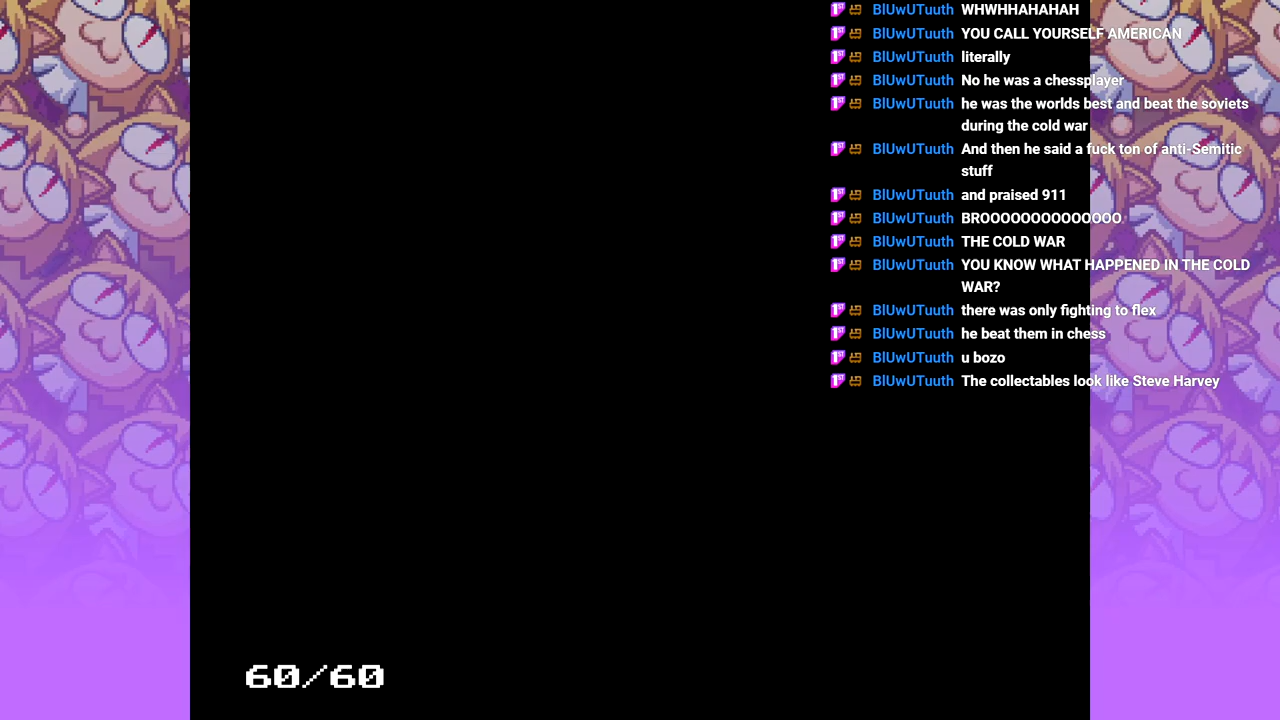 BlUwUTuuth WHWHHAHAHAH
BlUwUTuuth YOU CALL YOURSELF AMERICAN
BlUwUTuuth literally
BlUwUTuuth No he was a chessplayer
BlUwUTuuth he was the worlds best and beat the soviets
during the cold war
BlUwUTuuth And then he said a fuck ton of anti-Semitic
stuff
BlUwUTuuth and praised 911
BlUwUTuuth BROOOOOOOOOOOOOO
BlUwUTuuth THE COLD WAR
BlUwUTuuth YOU KNOW WHAT HAPPENED IN THE COLD
WAR?
BlUwUTuuth there was only fighting to flex
BlUwUTuuth he beat them in chess
BlUwUTuuth u bozo
BlUwUTuuth The collectables look like Steve Harvey
60/60